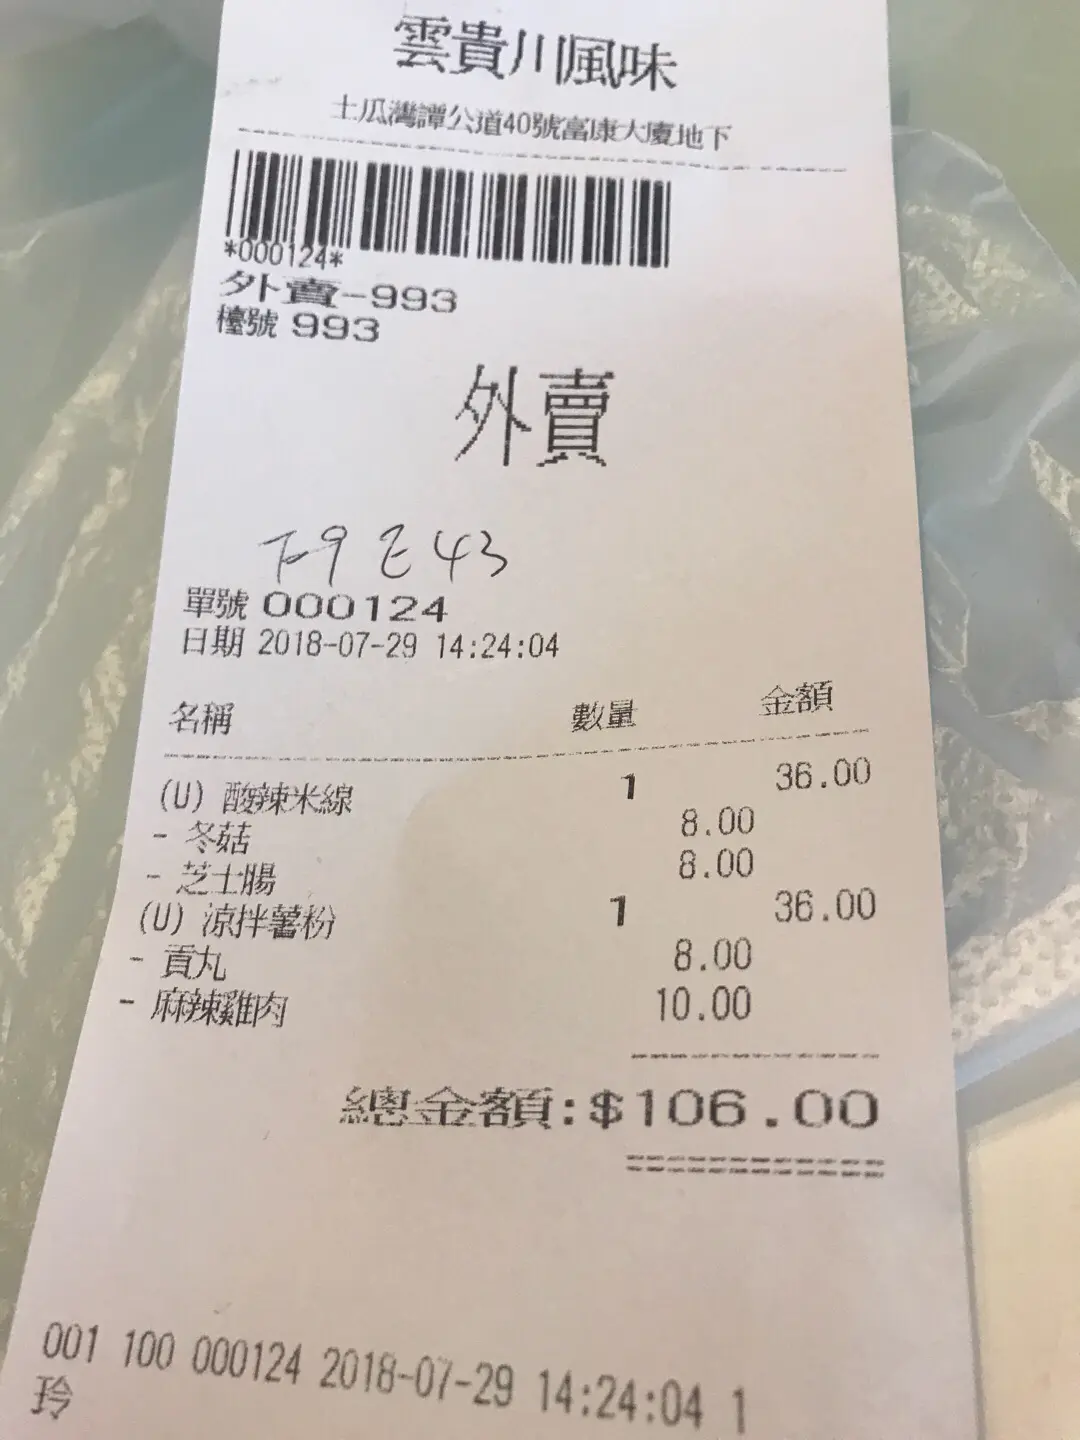 雲貴川風味
土瓜灣譚公道40號富康大廈地下
*000124*
外賣-993
檯號 993
外賣
E43
單號 000124
日期 2018-07-29 14:24:04
名稱 數量 金額
(U) 酸辣米線 1 36.00
- 冬菇 8.00
- 芝士腸 8.00
(U) 涼拌薯粉 1 36.00
- 貢丸 8.00
- 麻辣雞肉 10.00
總金額:$106.00
001 100 000124 2018-07-29 14:24:04 1
玲